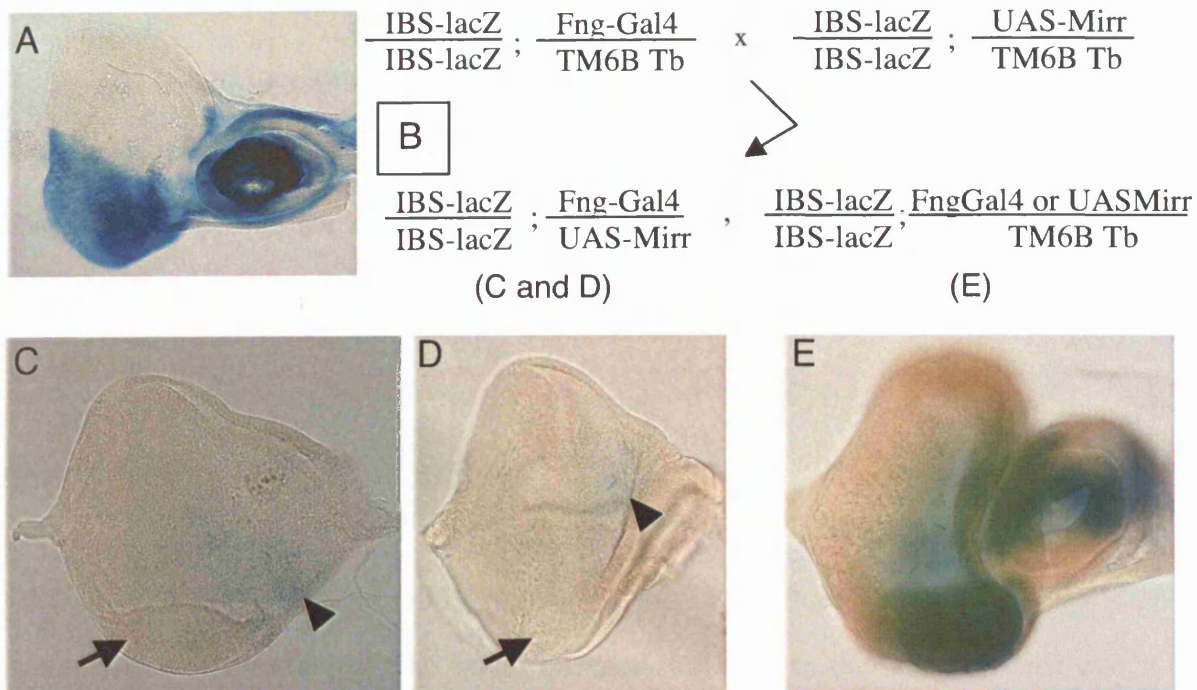 A
IBS-lacZ ; Fng-Gal4 x IBS-lacZ ; UAS-Mirr
IBS-lacZ TM6B Tb IBS-lacZ TM6B Tb
B
IBS-lacZ ; Fng-Gal4 , IBS-lacZ ; FngGal4 or UASMirr
IBS-lacZ UAS-Mirr IBS-lacZ TM6B Tb
(C and D) (E)
C D E